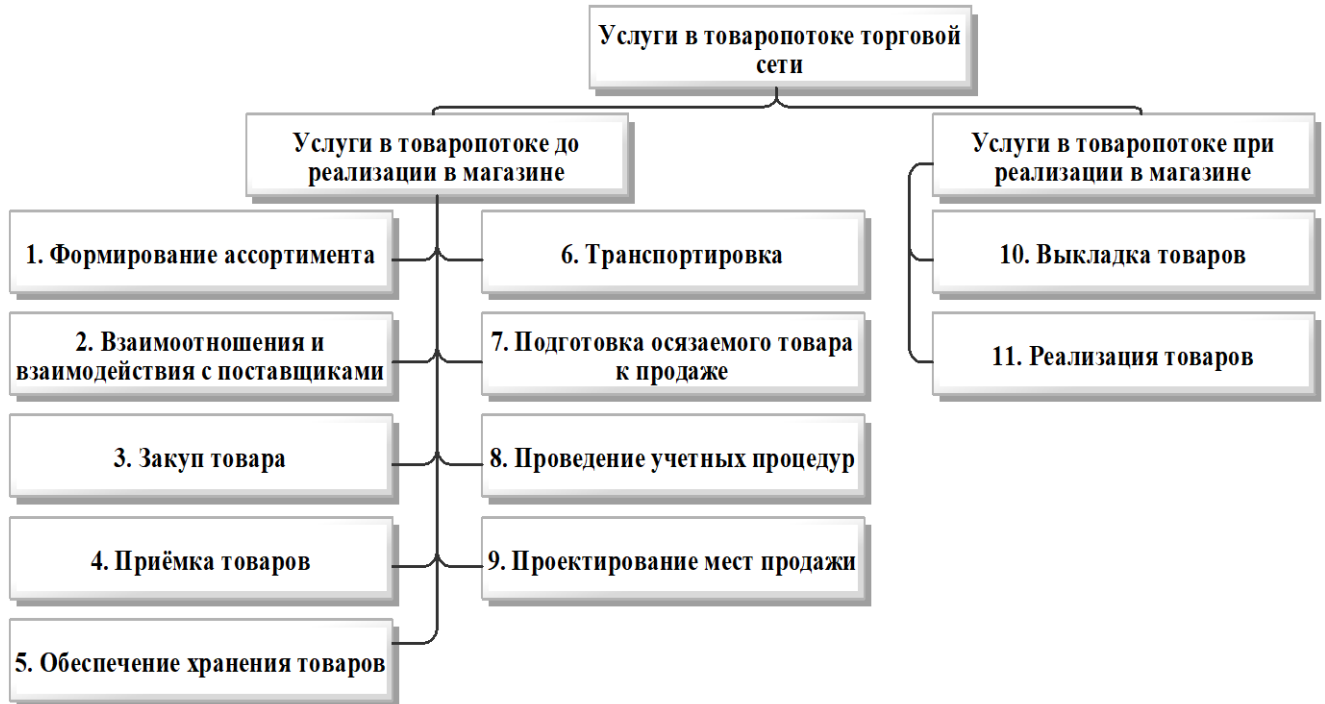 Услуги в товаропотоке торговой
сети
Услуги в товаропотоке до
реализации в магазине
Услуги в товаропотоке при
реализации в магазине
1. Формирование ассортимента
2. Взаимоотношения и
взаимодействия с поставщиками
3. Закуп товара
4. Приёмка товаров
5. Обеспечение хранения товаров
6. Транспортировка
7. Подготовка осязаемого товара
к продаже
8. Проведение учетных процедур
9. Проектирование мест продажи
10. Выкладка товаров
11. Реализация товаров